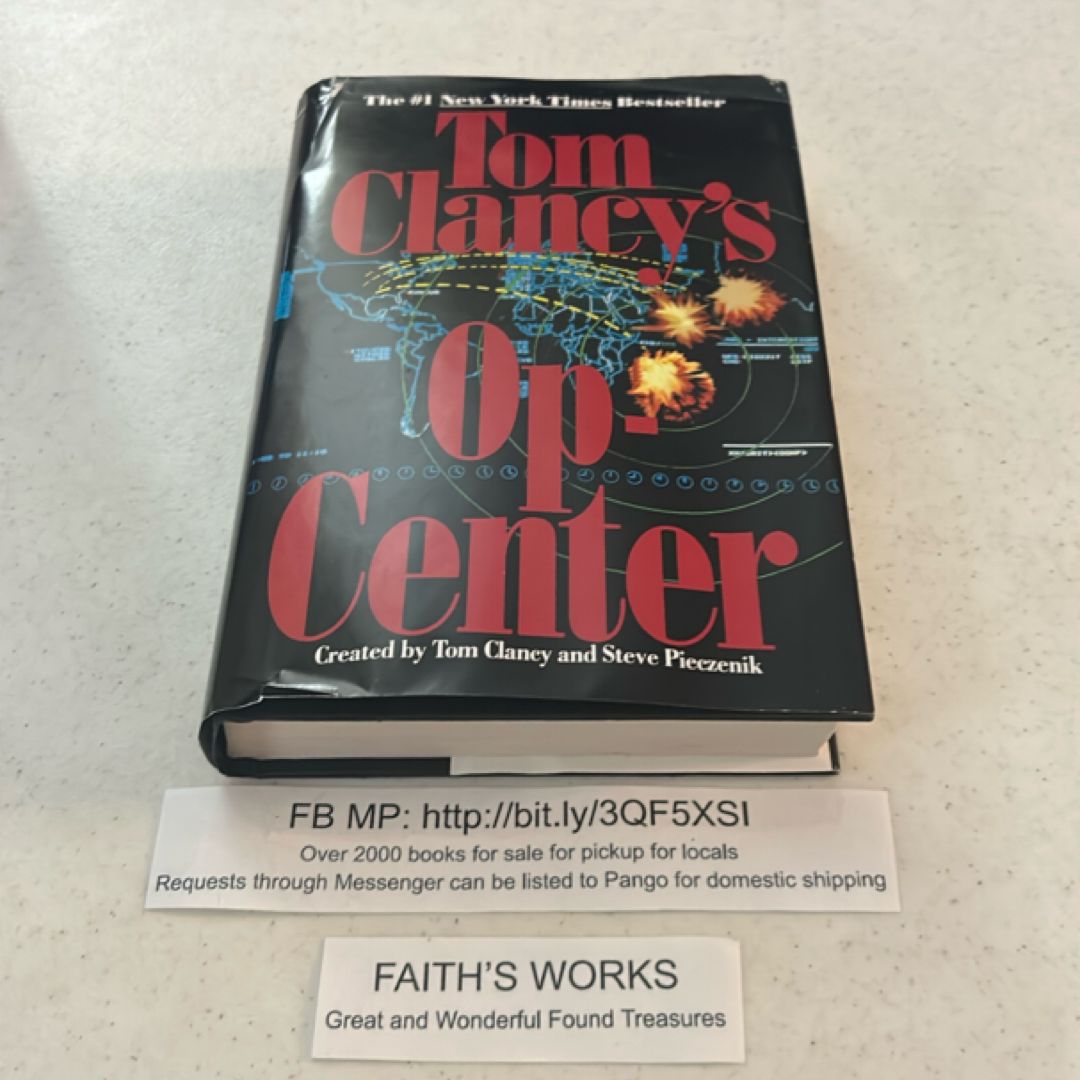 The #1 New York Times Bestseller
Tom
Clancy's
Op-
Center
Created by Tom Clancy and Steve Pieczenik
FB MP: http://bit.ly/3QF5XSI
Over 2000 books for sale for pickup for locals
Requests through Messenger can be listed to Pango for domestic shipping
FAITH'S WORKS
Great and Wonderful Found Treasures